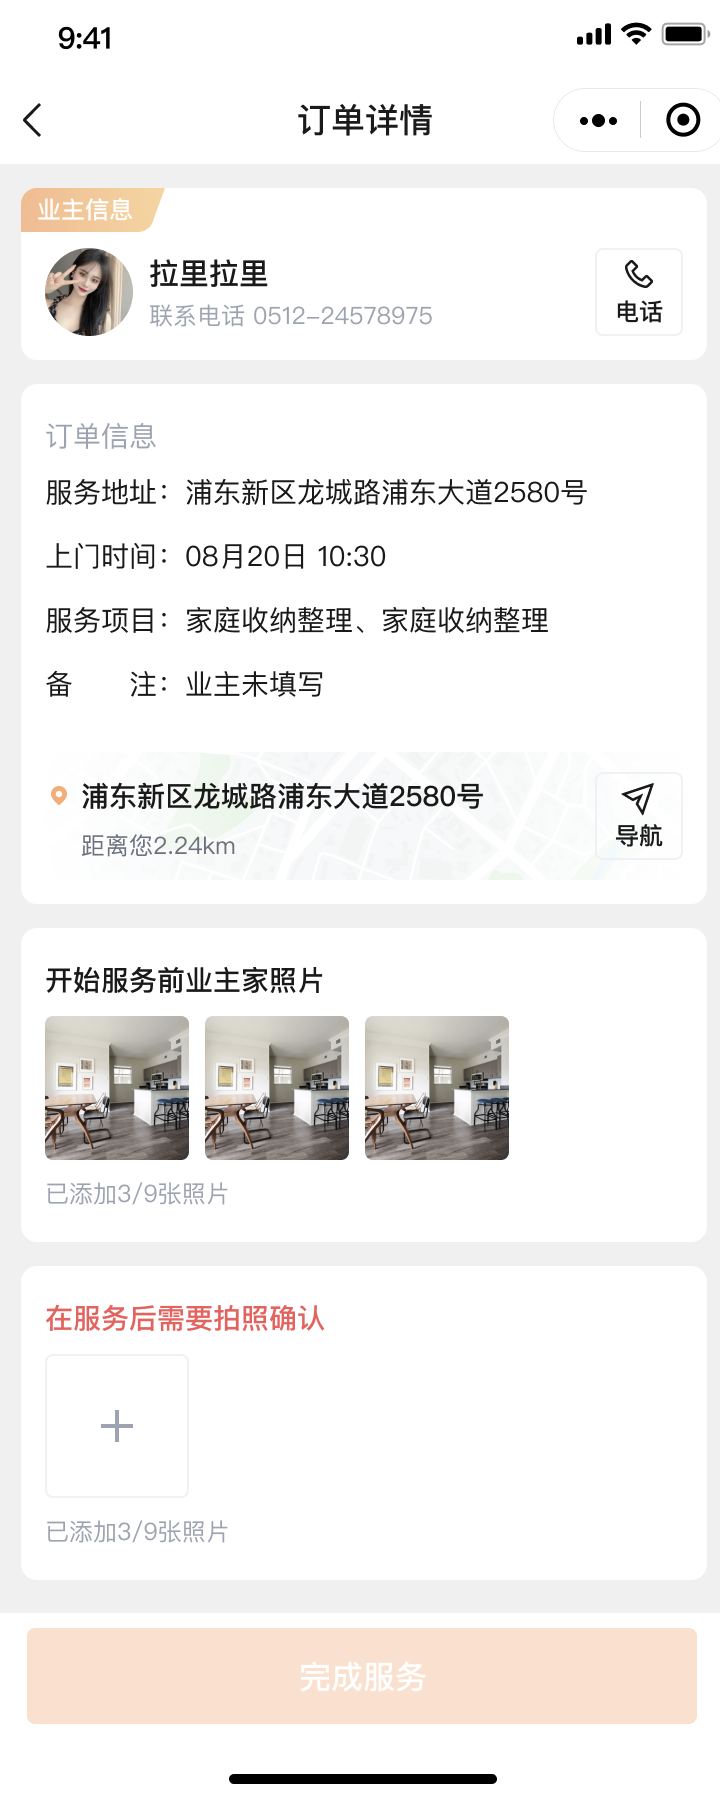 9:41
订单详情
业主信息
拉里拉里
联系电话 0512-24578975
电话
订单信息
服务地址：浦东新区龙城路浦东大道2580号
上门时间：08月20日 10:30
服务项目：家庭收纳整理、家庭收纳整理
备　　注：业主未填写
浦东新区龙城路浦东大道2580号
距离您2.24km
导航
开始服务前业主家照片
已添加3/9张照片
在服务后需要拍照确认
已添加3/9张照片
完成服务